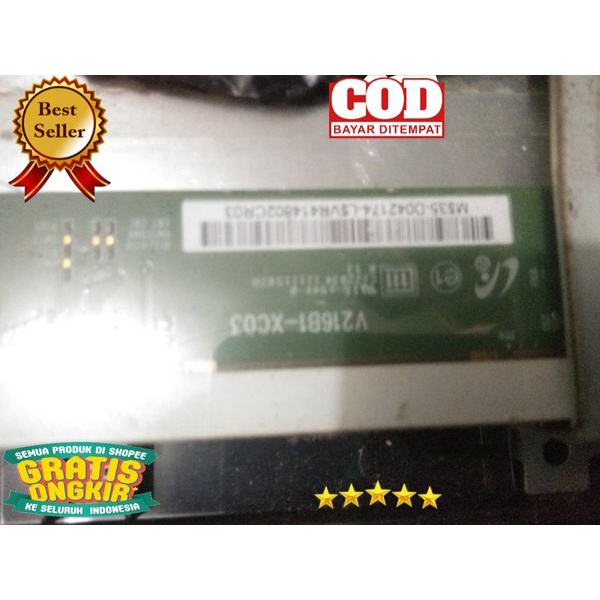 Best
Seller
COD
BAYAR DITEMPAT
MS35-D042174-LSVR414802CR03
V216B1-XC03
SEMUA PRODUK DI SHOPEE
GRATIS
ONGKIR
KE SELURUH INDONESIA